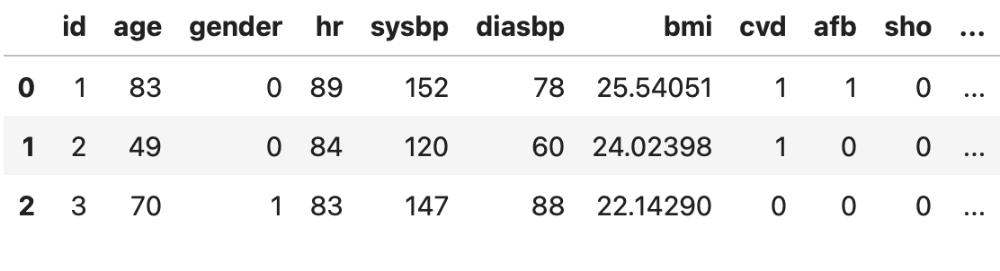 id age gender hr sysbp diasbp bmi cvd afb sho ...
0 1 83 0 89 152 78 25.54051 1 1 0 ...
1 2 49 0 84 120 60 24.02398 1 0 0 ...
2 3 70 1 83 147 88 22.14290 0 0 0 ...